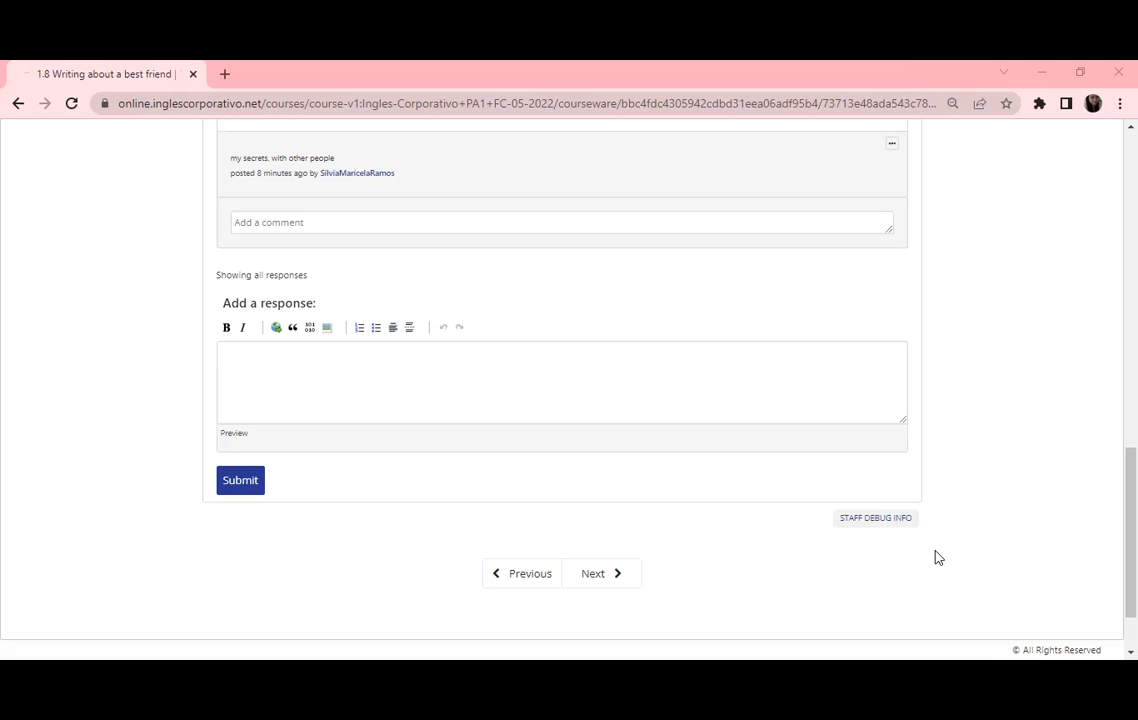 1.8 Writing about a best friend |
online.inglescorporativo.net/courses/course-v1:Ingles-Corporativo+PA1+FC-05-2022/courseware/bbc4fdc4305942cdbd31eea06adf95b4/73713e48ada543c78...
my secrets, with other people
posted 8 minutes ago by SilviaMaricelaRamos
Add a comment
Showing all responses
Add a response:
B I
Preview
Submit
STAFF DEBUG INFO
Previous Next
© All Rights Reserved